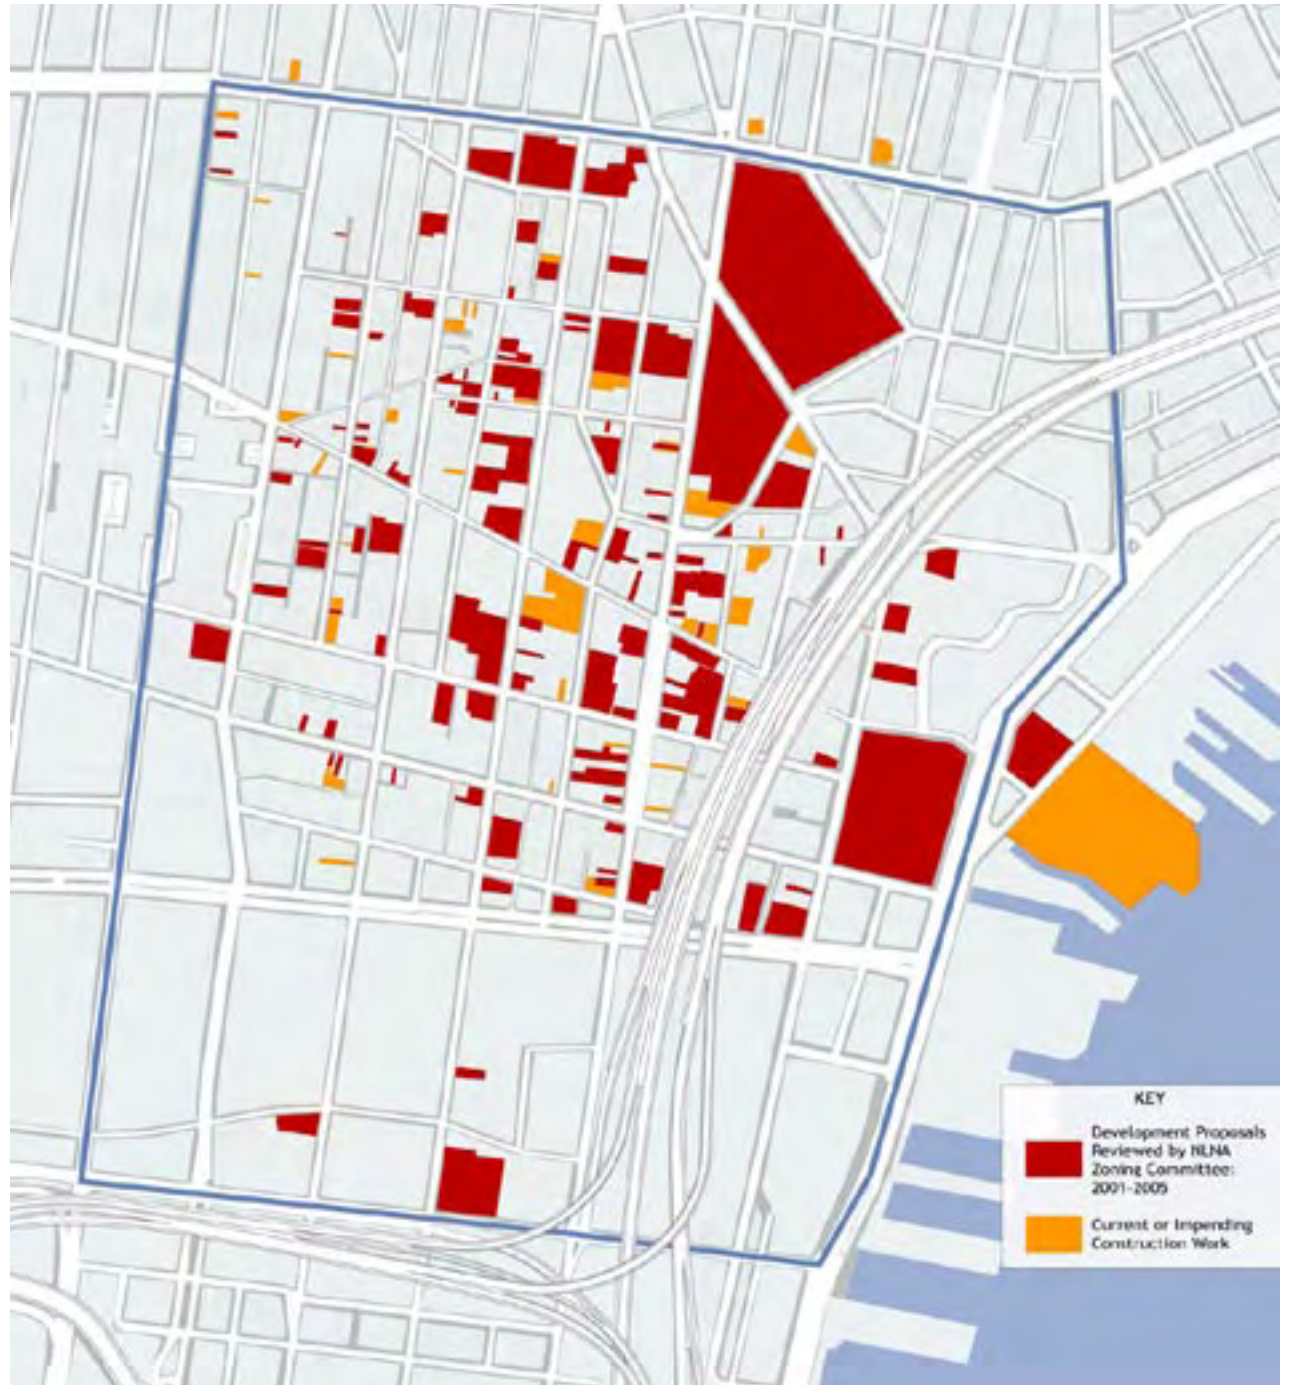 KEY
Development Proposals
Reviewed by NLNA
Zoning Committee:
2001-2005
Current or Impending
Construction Work